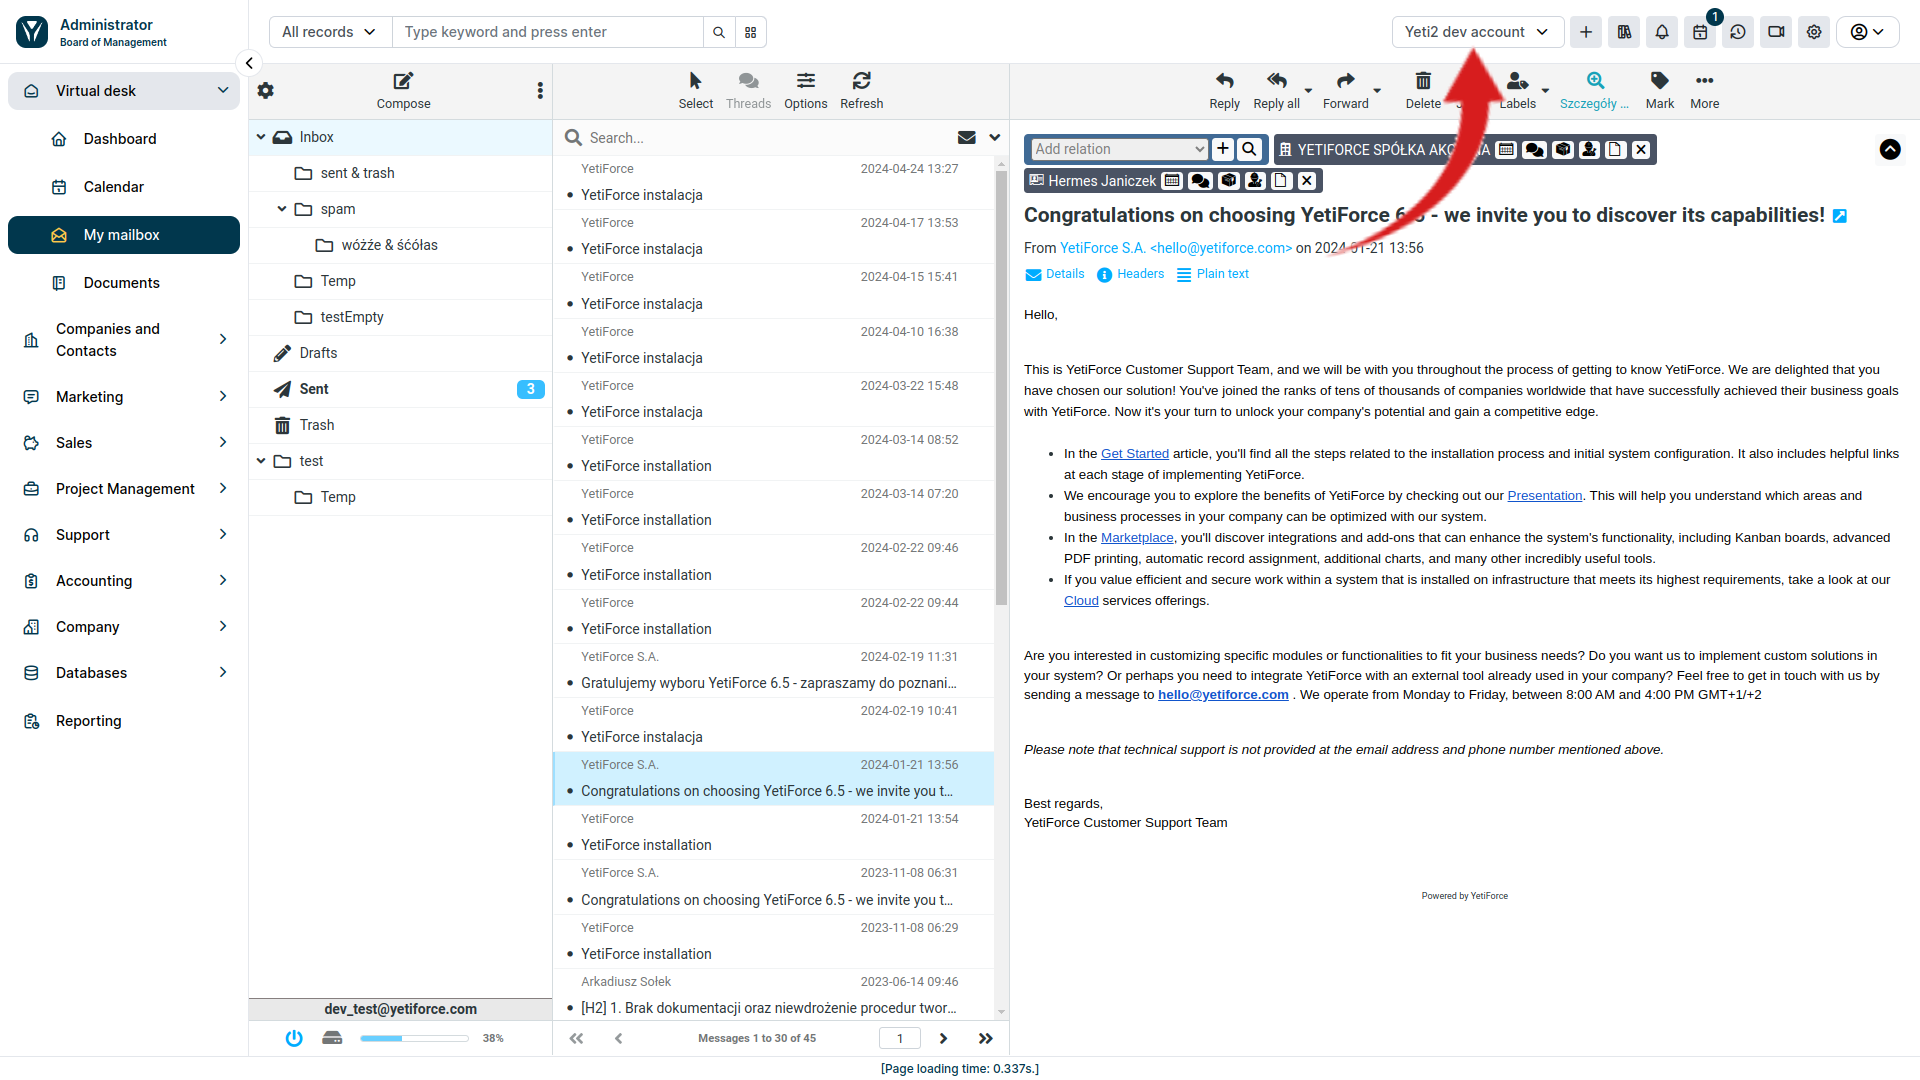 Administrator
Board of Management
All records
Type keyword and press enter
Yeti2 dev account
1
Virtual desk
Dashboard
Calendar
My mailbox
Documents
Companies and
Contacts
Marketing
Sales
Project Management
Support
Accounting
Company
Databases
Reporting
Compose
Inbox
sent & trash
spam
wóżźe & śćółas
Temp
testEmpty
Drafts
Sent 3
Trash
test
Temp
dev_test@yetiforce.com
38%
Select Threads Options Refresh
Search...
YetiForce 2024-04-24 13:27
YetiForce instalacja
YetiForce 2024-04-17 13:53
YetiForce instalacja
YetiForce 2024-04-15 15:41
YetiForce instalacja
YetiForce 2024-04-10 16:38
YetiForce instalacja
YetiForce 2024-03-22 15:48
YetiForce instalacja
YetiForce 2024-03-14 08:52
YetiForce installation
YetiForce 2024-03-14 07:20
YetiForce installation
YetiForce 2024-02-22 09:46
YetiForce installation
YetiForce 2024-02-22 09:44
YetiForce installation
YetiForce S.A. 2024-02-19 11:31
Gratulujemy wyboru YetiForce 6.5 - zapraszamy do poznani...
YetiForce 2024-02-19 10:41
YetiForce instalacja
YetiForce S.A. 2024-01-21 13:56
Congratulations on choosing YetiForce 6.5 - we invite you t...
YetiForce 2024-01-21 13:54
YetiForce installation
YetiForce S.A. 2023-11-08 06:31
Congratulations on choosing YetiForce 6.5 - we invite you t...
YetiForce 2023-11-08 06:29
YetiForce installation
Arkadiusz Sołek 2023-06-14 09:46
[H2] 1. Brak dokumentacji oraz niewdrożenie procedur twor...
Messages 1 to 30 of 45 1
Reply Reply all Forward Delete Labels Szczegóły ... Mark More
Add relation YETIFORCE SPÓŁKA
Hermes Janiczek
Congratulations on choosing YetiForce - we invite you to discover its capabilities!
From YetiForce S.A. <hello@yetiforce.com> on 2024-01-21 13:56
Details Headers Plain text
Hello,
This is YetiForce Customer Support Team, and we will be with you throughout the process of getting to know YetiForce. We are delighted that you
have chosen our solution! You've joined the ranks of tens of thousands of companies worldwide that have successfully achieved their business goals
with YetiForce. Now it's your turn to unlock your company's potential and gain a competitive edge.
In the Get Started article, you'll find all the steps related to the installation process and initial system configuration. It also includes helpful links
at each stage of implementing YetiForce.
We encourage you to explore the benefits of YetiForce by checking out our Presentation. This will help you understand which areas and
business processes in your company can be optimized with our system.
In the Marketplace, you'll discover integrations and add-ons that can enhance the system's functionality, including Kanban boards, advanced
PDF printing, automatic record assignment, additional charts, and many other incredibly useful tools.
If you value efficient and secure work within a system that is installed on infrastructure that meets its highest requirements, take a look at our
Cloud services offerings.
Are you interested in customizing specific modules or functionalities to fit your business needs? Do you want us to implement custom solutions in
your system? Or perhaps you need to integrate YetiForce with an external tool already used in your company? Feel free to get in touch with us by
sending a message to hello@yetiforce.com . We operate from Monday to Friday, between 8:00 AM and 4:00 PM GMT+1/+2
Please note that technical support is not provided at the email address and phone number mentioned above.
Best regards,
YetiForce Customer Support Team
Powered by YetiForce
[Page loading time: 0.337s.]